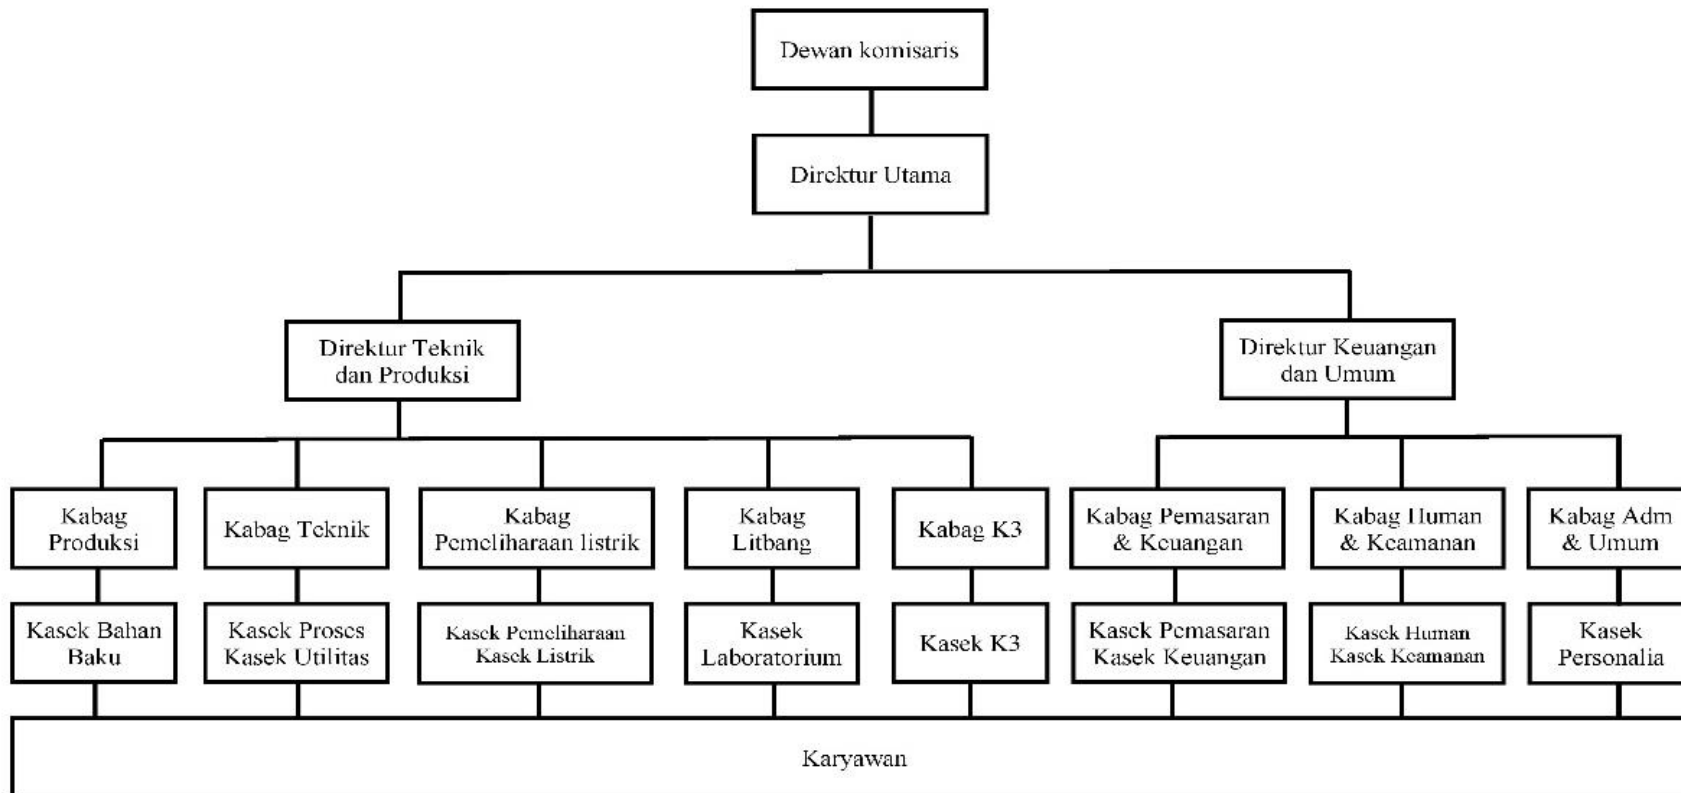 Dewan komisaris
Direktur Utama
Direktur Teknik
dan Produksi
Direktur Keuangan
dan Umum
Kabag
Produksi
Kabag Teknik
Kabag
Pemeliharaan listrik
Kabag
Litbang
Kabag K3
Kabag Pemasaran
& Keuangan
Kabag Human
& Keamanan
Kabag Adm
& Umum
Kasek Bahan
Baku
Kasek Proses
Kasek Utilitas
Kasek Pemeliharaan
Kasek Listrik
Kasek
Laboratorium
Kasek K3
Kasek Pemasaran
Kasek Keuangan
Kasek Human
Kasek Keamanan
Kasek
Personalia
Karyawan